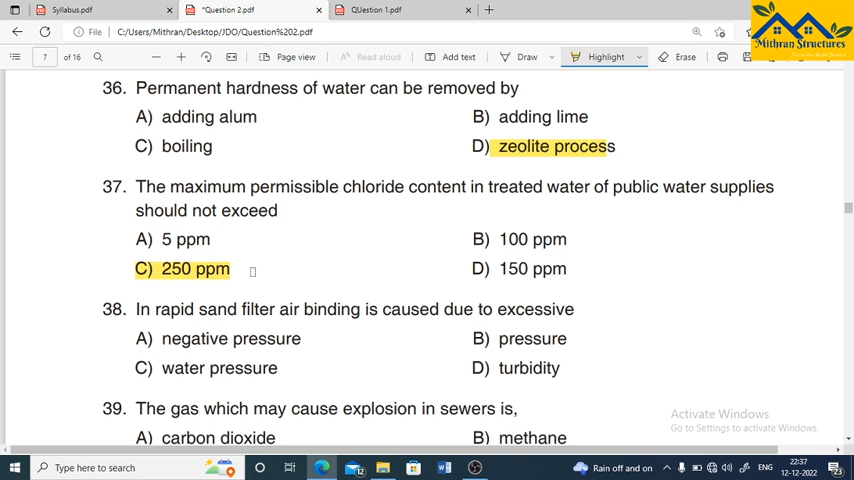 Syllabus.pdf
*Question 2.pdf
QUestion 1.pdf
File
C:/Users/Mithran/Desktop/JDO/Question%202.pdf
Mithran Structures
7 of 16
Page view
Read aloud
Add text
Draw
Highlight
Erase
36. Permanent hardness of water can be removed by
A) adding alum
B) adding lime
C) boiling
D) zeolite process
37. The maximum permissible chloride content in treated water of public water supplies
should not exceed
A) 5 ppm
B) 100 ppm
C) 250 ppm
D) 150 ppm
38. In rapid sand filter air binding is caused due to excessive
A) negative pressure
B) pressure
C) water pressure
D) turbidity
39. The gas which may cause explosion in sewers is,
A) carbon dioxide
B) methane
Activate Windows
Go to Settings to activate Windows.
Type here to search
12
Rain off and on
ENG
22:37
12-12-2022
23